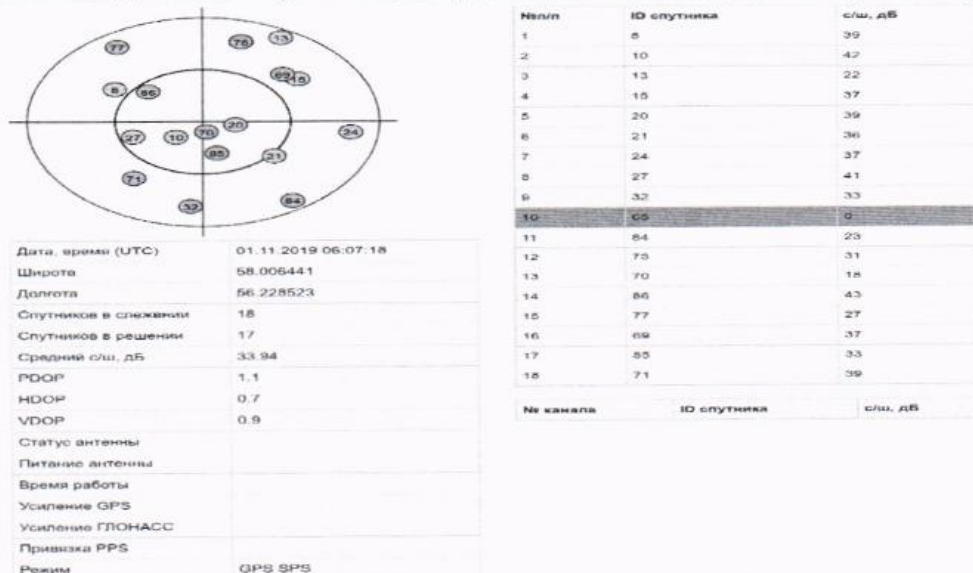 77
76
13
69
15
8
86
27
10
70
20
24
85
21
71
32
84
Дата, время (UTC) 01.11.2019 06:07:18
Широта 58.006441
Долгота 56.228523
Спутников в слежении 18
Спутников в решении 17
Средний с/ш, дБ 33.94
PDOP 1.1
HDOP 0.7
VDOP 0.9
Статус антенны
Питание антенны
Время работы
Усиление GPS
Усиление ГЛОНАСС
Привязка PPS
Режим GPS SPS
№п/п ID спутника с/ш, дБ
1 8 39
2 10 42
3 13 22
4 15 37
5 20 39
6 21 36
7 24 37
8 27 41
9 32 33
10 65 0
11 84 23
12 75 31
13 70 18
14 86 43
15 77 27
16 69 37
17 85 33
18 71 39
№ канала ID спутника с/ш, дБ